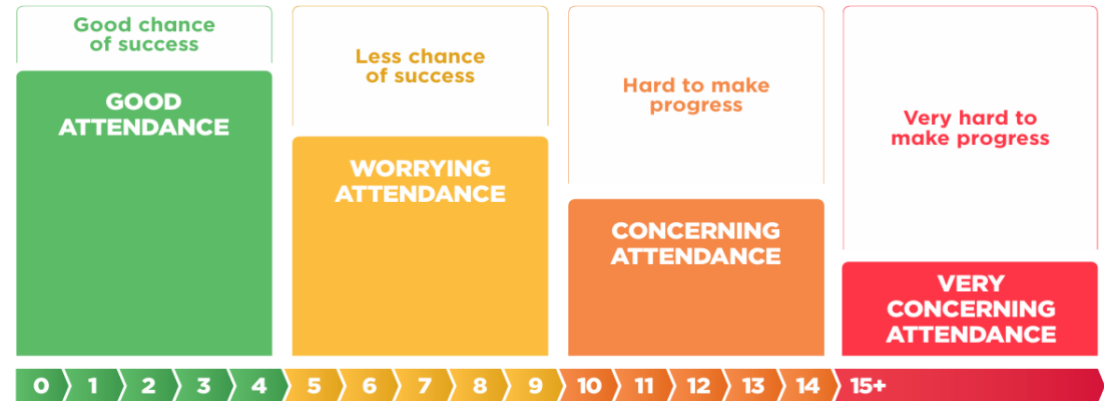 Good chance
of success
GOOD
ATTENDANCE
Less chance
of success
WORRYING
ATTENDANCE
Hard to make
progress
CONCERNING
ATTENDANCE
Very hard to
make progress
VERY
CONCERNING
ATTENDANCE
0 1 2 3 4 5 6 7 8 9 10 11 12 13 14 15+